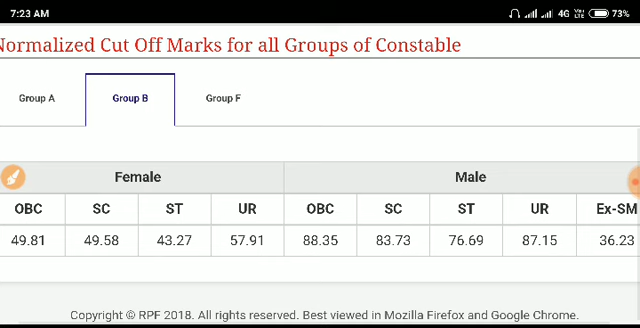 7:23 AM 4G VoLTE 73%
Normalized Cut Off Marks for all Groups of Constable
Group A Group B Group F
Female Male
OBC SC ST UR OBC SC ST UR Ex-SM
49.81 49.58 43.27 57.91 88.35 83.73 76.69 87.15 36.23
Copyright © RPF 2018. All rights reserved. Best viewed in Mozilla Firefox and Google Chrome.